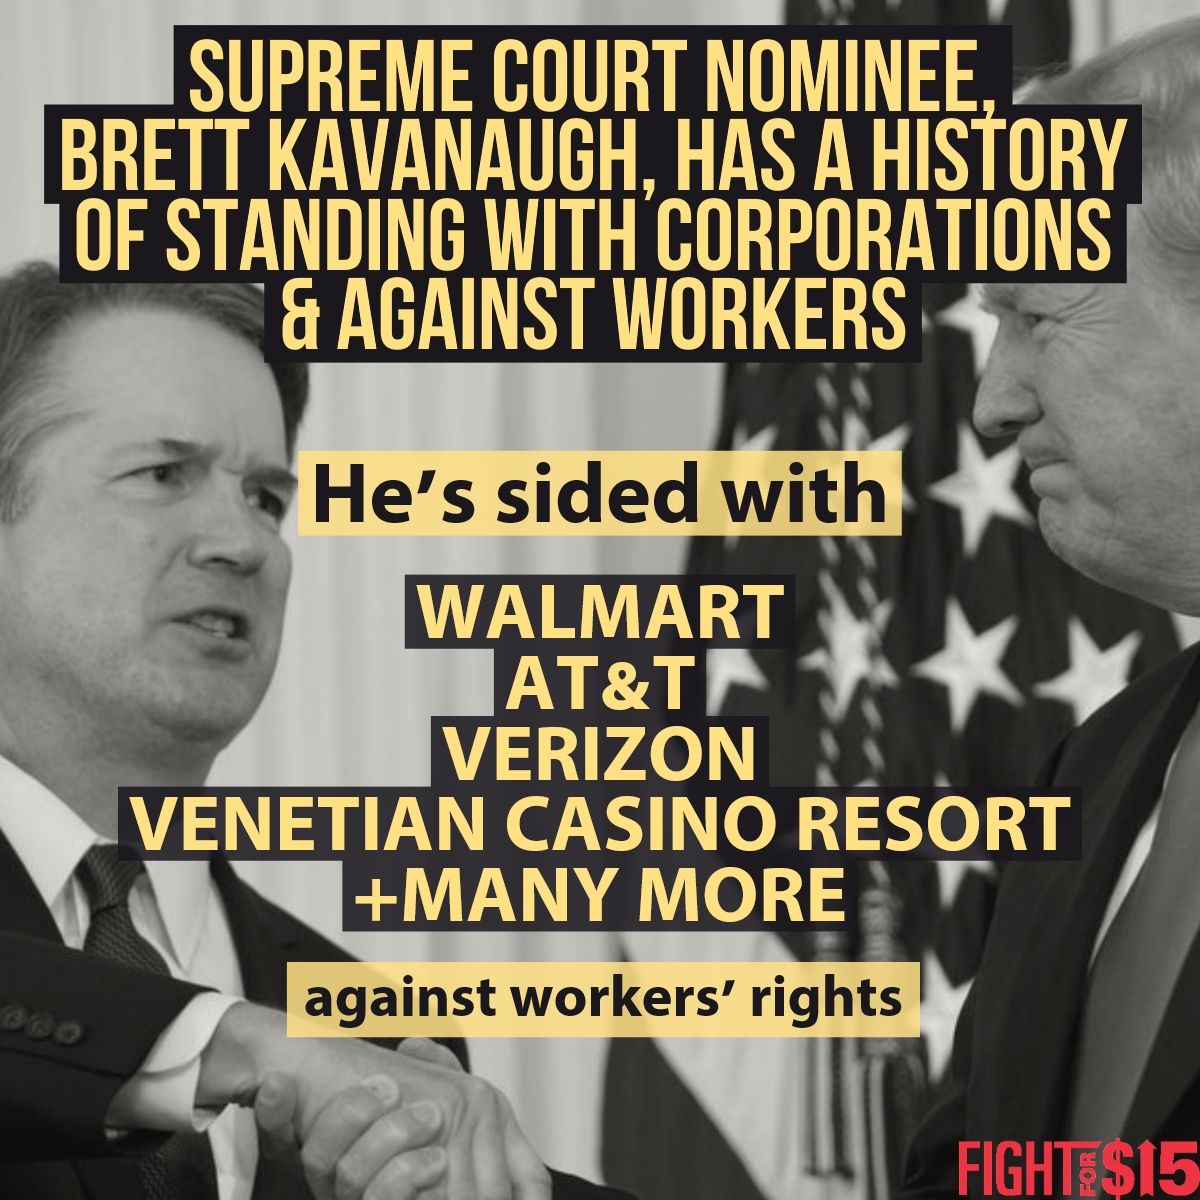 SUPREME COURT NOMINEE,
BRETT KAVANAUGH, HAS A HISTORY
OF STANDING WITH CORPORATIONS
& AGAINST WORKERS
He’s sided with
WALMART
AT&T
VERIZON
VENETIAN CASINO RESORT
+MANY MORE
against workers’ rights
FIGHT FOR $15